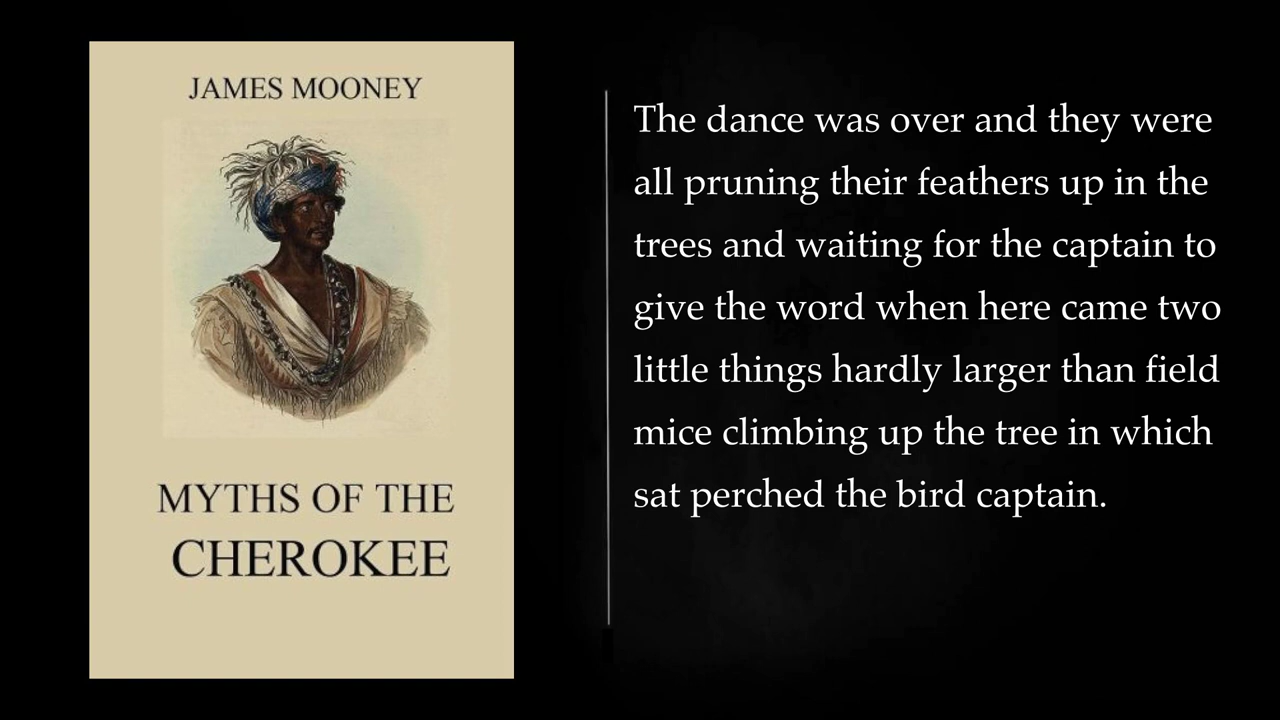 JAMES MOONEY
MYTHS OF THE
CHEROKEE
The dance was over and they were
all pruning their feathers up in the
trees and waiting for the captain to
give the word when here came two
little things hardly larger than field
mice climbing up the tree in which
sat perched the bird captain.